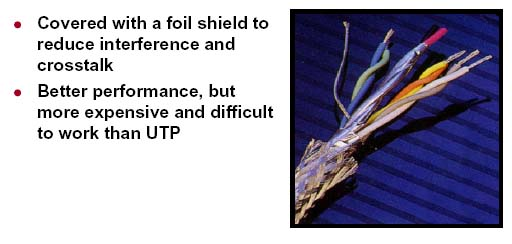 • Covered with a foil shield to
reduce interference and
crosstalk
• Better performance, but
more expensive and difficult
to work than UTP